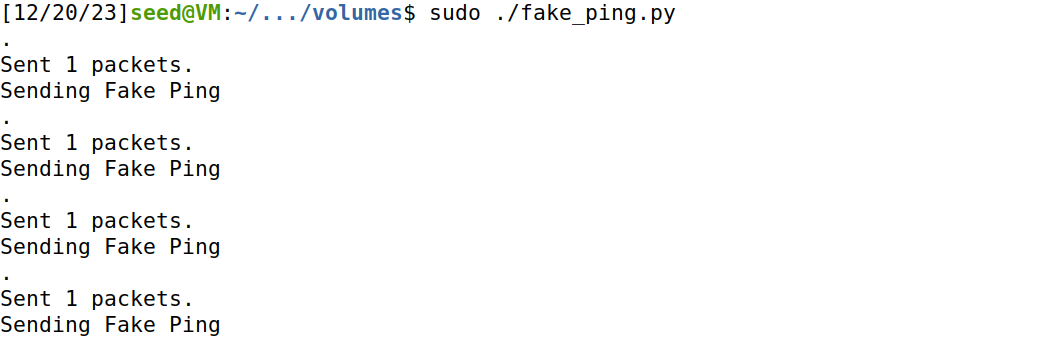 [12/20/23]seed@VM:~/.../volumes$ sudo ./fake_ping.py
.
Sent 1 packets.
Sending Fake Ping
.
Sent 1 packets.
Sending Fake Ping
.
Sent 1 packets.
Sending Fake Ping
.
Sent 1 packets.
Sending Fake Ping